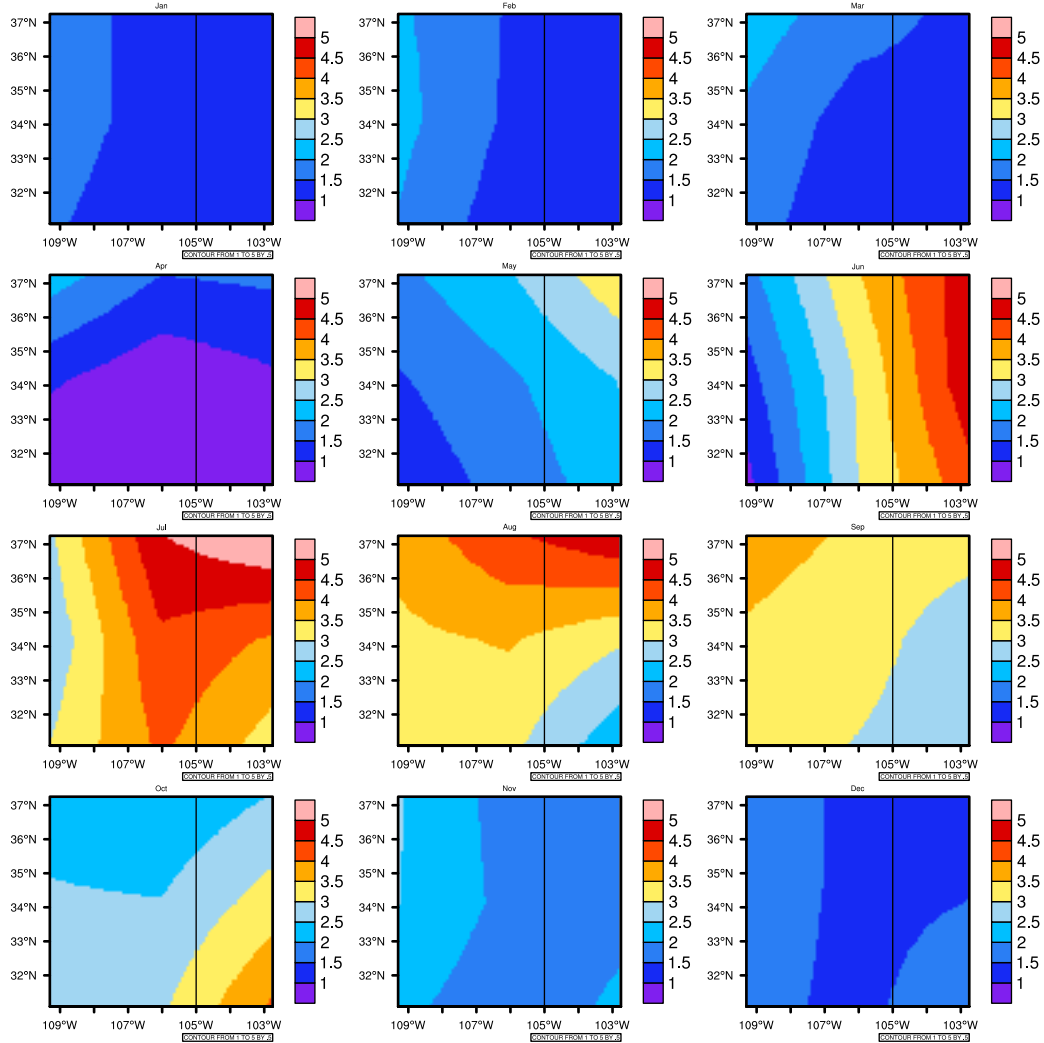 Jan
37°N
36°N
35°N
34°N
33°N
32°N
109°W 107°W 105°W 103°W
5
4.5
4
3.5
3
2.5
2
1.5
1
CONTOUR FROM 1 TO 5 BY .5
Feb
37°N
36°N
35°N
34°N
33°N
32°N
109°W 107°W 105°W 103°W
5
4.5
4
3.5
3
2.5
2
1.5
1
CONTOUR FROM 1 TO 5 BY .5
Mar
37°N
36°N
35°N
34°N
33°N
32°N
109°W 107°W 105°W 103°W
5
4.5
4
3.5
3
2.5
2
1.5
1
CONTOUR FROM 1 TO 5 BY .5
Apr
37°N
36°N
35°N
34°N
33°N
32°N
109°W 107°W 105°W 103°W
5
4.5
4
3.5
3
2.5
2
1.5
1
CONTOUR FROM 1 TO 5 BY .5
May
37°N
36°N
35°N
34°N
33°N
32°N
109°W 107°W 105°W 103°W
5
4.5
4
3.5
3
2.5
2
1.5
1
CONTOUR FROM 1 TO 5 BY .5
Jun
37°N
36°N
35°N
34°N
33°N
32°N
109°W 107°W 105°W 103°W
5
4.5
4
3.5
3
2.5
2
1.5
1
CONTOUR FROM 1 TO 5 BY .5
Jul
37°N
36°N
35°N
34°N
33°N
32°N
109°W 107°W 105°W 103°W
5
4.5
4
3.5
3
2.5
2
1.5
1
CONTOUR FROM 1 TO 5 BY .5
Aug
37°N
36°N
35°N
34°N
33°N
32°N
109°W 107°W 105°W 103°W
5
4.5
4
3.5
3
2.5
2
1.5
1
CONTOUR FROM 1 TO 5 BY .5
Sep
37°N
36°N
35°N
34°N
33°N
32°N
109°W 107°W 105°W 103°W
5
4.5
4
3.5
3
2.5
2
1.5
1
CONTOUR FROM 1 TO 5 BY .5
Oct
37°N
36°N
35°N
34°N
33°N
32°N
109°W 107°W 105°W 103°W
5
4.5
4
3.5
3
2.5
2
1.5
1
CONTOUR FROM 1 TO 5 BY .5
Nov
37°N
36°N
35°N
34°N
33°N
32°N
109°W 107°W 105°W 103°W
5
4.5
4
3.5
3
2.5
2
1.5
1
CONTOUR FROM 1 TO 5 BY .5
Dec
37°N
36°N
35°N
34°N
33°N
32°N
109°W 107°W 105°W 103°W
5
4.5
4
3.5
3
2.5
2
1.5
1
CONTOUR FROM 1 TO 5 BY .5